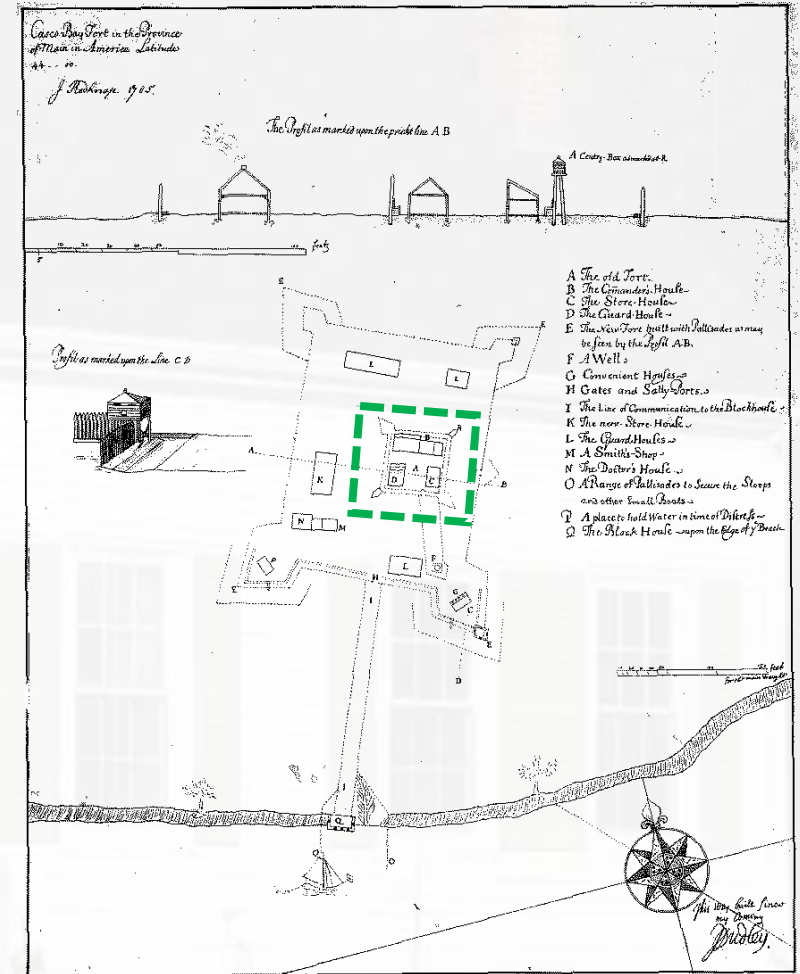 Casco Bay Fort in the Province
of Main in America Latitude
44
J Redknap. 1705.
The Profil as marked upon the prickt line A B
A Centry-Box as marked at R
feet
A The old Fort
B The Comander's House
C The Store-House
D The Guard House
E The New Fort built with Pallisades as may
be seen by the Profil A.B.
F A Well
G Convenient Houses
H Gates and Sally-Ports
I The Line of Communication to the Blockhouse
K The new Store-House
L The Guard-Houses
M A Smith's-Shop
N The Doctor's House
O A Range of Pallisades to Secure the Sloops
and other Small Boats
P A place to hold Water in time of Distress
Q The Block House upon the Edge of yᵉ Beach
Profil as marked upon the Line C D
E
E
L
L
R
B
A
A
D
C
B
K
N
M
L
F
P
H
G
C
E
E
I
D
feet
I
Q
O
O
This was built since
my Coming
J Dudley.